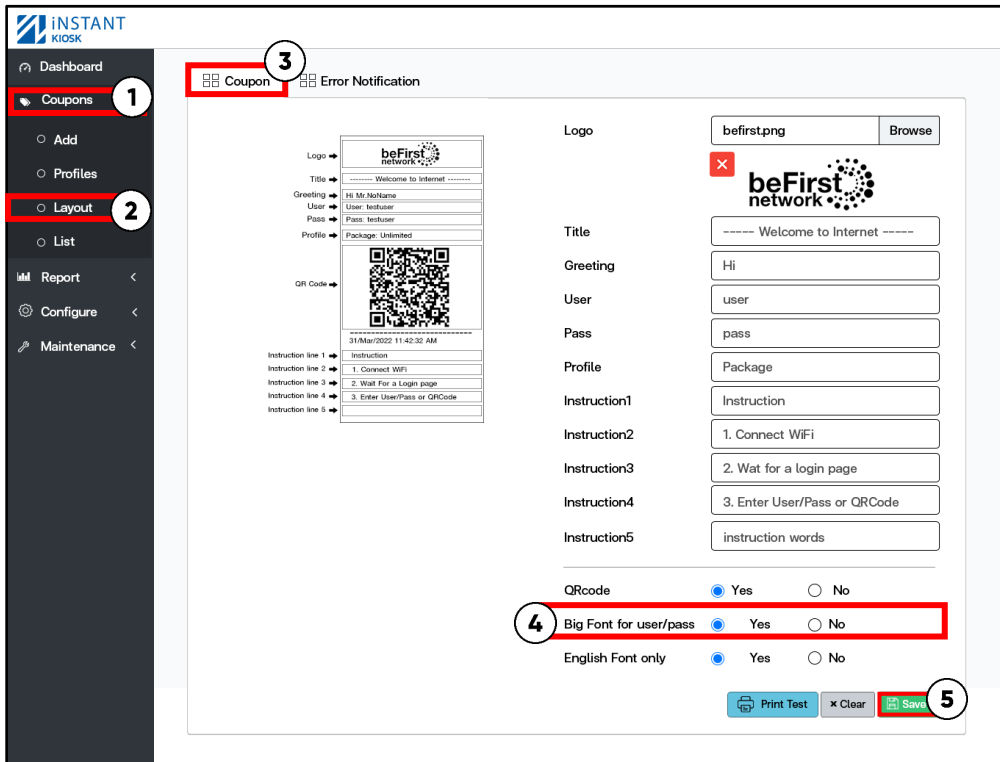 iNSTANT
KIOSK
Dashboard
Coupons
1
Add
Profiles
Layout
2
List
Report
Configure
Maintenance
3
Coupon
Error Notification
Logo
beFirst
network
Title
-------- Welcome to Internet -------
Greeting
Hi Mr.NoName
User
User: testuser
Pass
Pass: testuser
Profile
Package: Unlimited
QR Code
31/Mar/2022 11:42:32 AM
Instruction line 1
Instruction
Instruction line 2
1. Connect WiFi
Instruction line 3
2. Wait For a Login page
Instruction line 4
3. Enter User/Pass or QRCode
Instruction line 5
Logo
befirst.png
Browse
beFirst
network
Title
----- Welcome to Internet -----
Greeting
Hi
User
user
Pass
pass
Profile
Package
Instruction1
Instruction
Instruction2
1. Connect WiFi
Instruction3
2. Wat for a login page
Instruction4
3. Enter User/Pass or QRCode
Instruction5
instruction words
QRcode
Yes
No
4
Big Font for user/pass
Yes
No
English Font only
Yes
No
Print Test
× Clear
Save
5